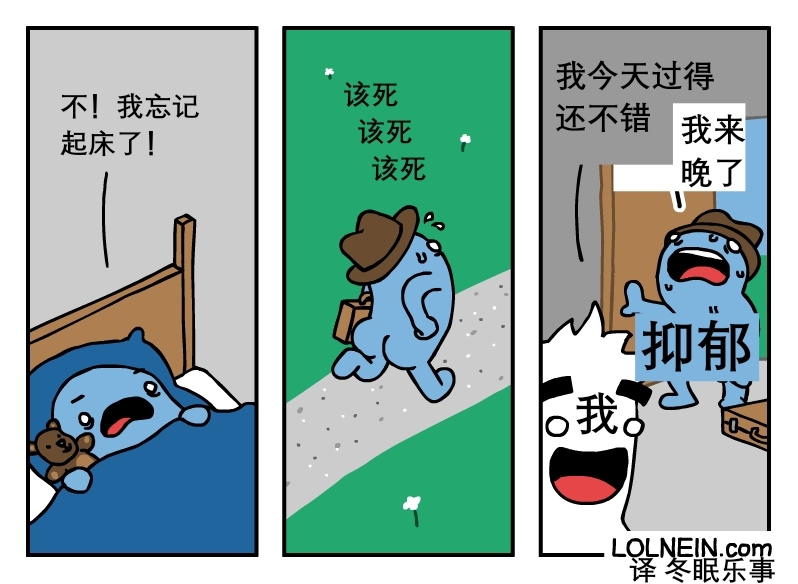 不！我忘记
起床了！
该死
该死
该死
我今天过得
还不错
我来
晚了
抑郁
我
LOLNEIN.com
译 冬眠乐事